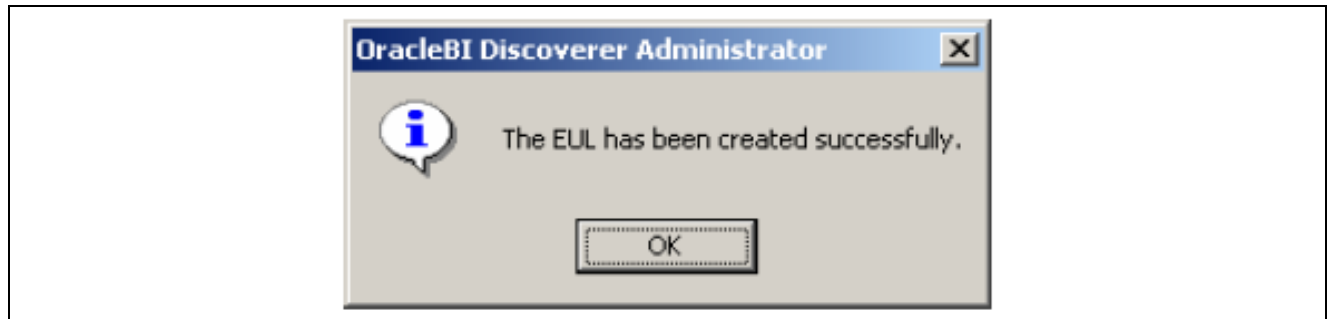 OracleBI Discoverer Administrator
The EUL has been created successfully.
OK